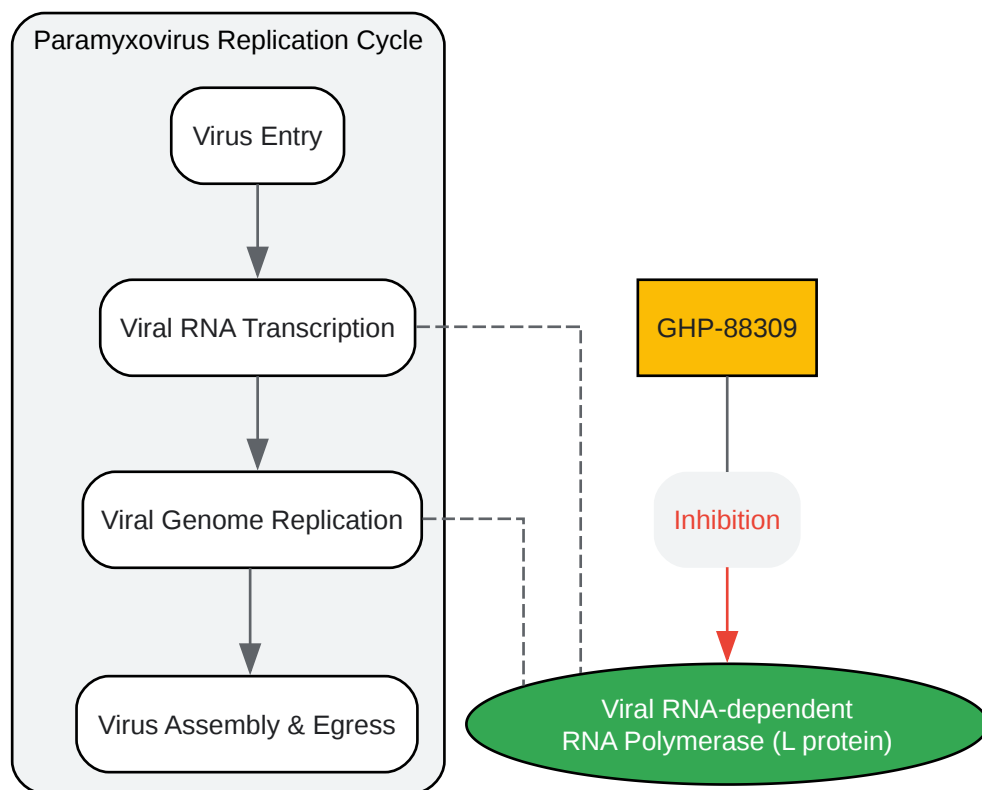 Paramyxovirus Replication Cycle
Virus Entry
Viral RNA Transcription
GHP-88309
Viral Genome Replication
Inhibition
Virus Assembly & Egress
Viral RNA-dependent
RNA Polymerase (L protein)